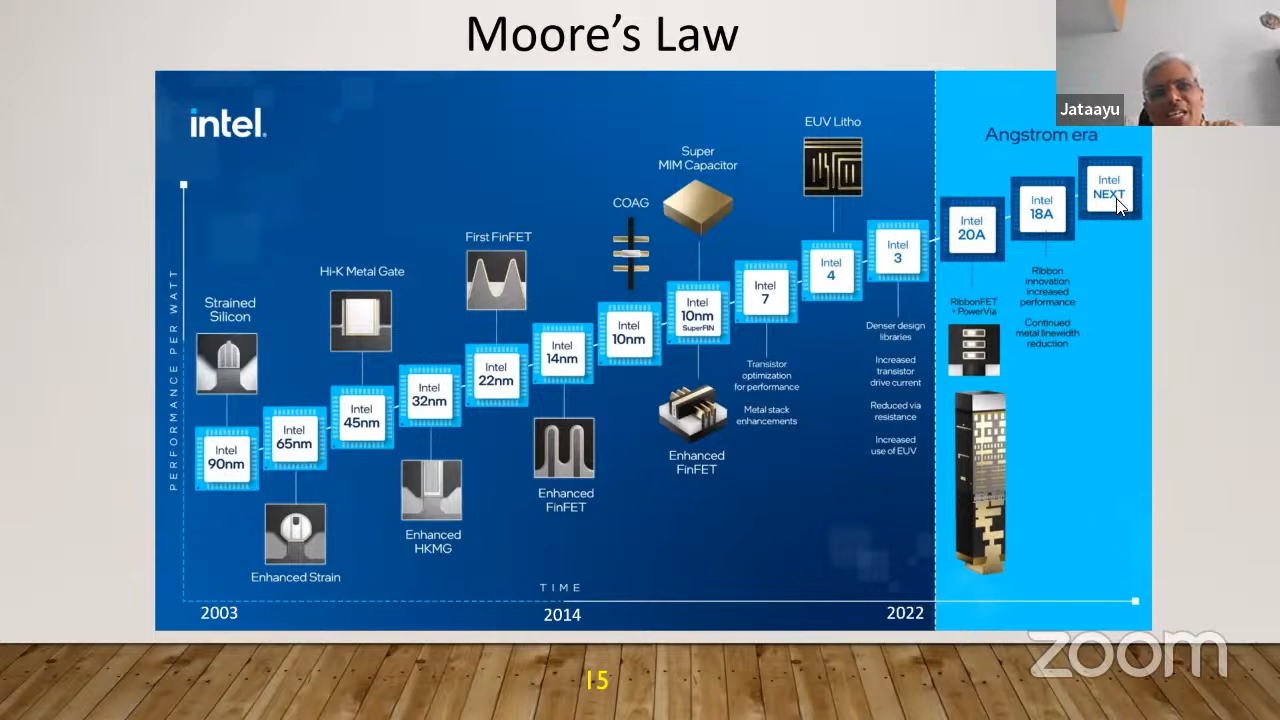 Moore's Law
Jataayu
intel.
Angstrom era
EUV Litho
Super
MIM Capacitor
COAG
First FinFET
Hi-K Metal Gate
Strained
Silicon
PERFORMANCE PER WATT
Intel
90nm
Intel
65nm
Intel
45nm
Intel
32nm
Intel
22nm
Intel
14nm
Intel
10nm
Intel
10nm
SuperFIN
Intel
7
Intel
4
Intel
3
Intel
20A
Intel
18A
Intel
NEXT
Enhanced Strain
Enhanced
HKMG
Enhanced
FinFET
Enhanced
FinFET
Transistor
optimization
for performance
Metal stack
enhancements
Denser design
libraries
Increased
transistor
drive current
Reduced via
resistance
Increased
use of EUV
RibbonFET
+ PowerVia
Ribbon
innovation
increased
performance
Continued
metal linewidth
reduction
TIME
2003
2014
2022
zoom
15